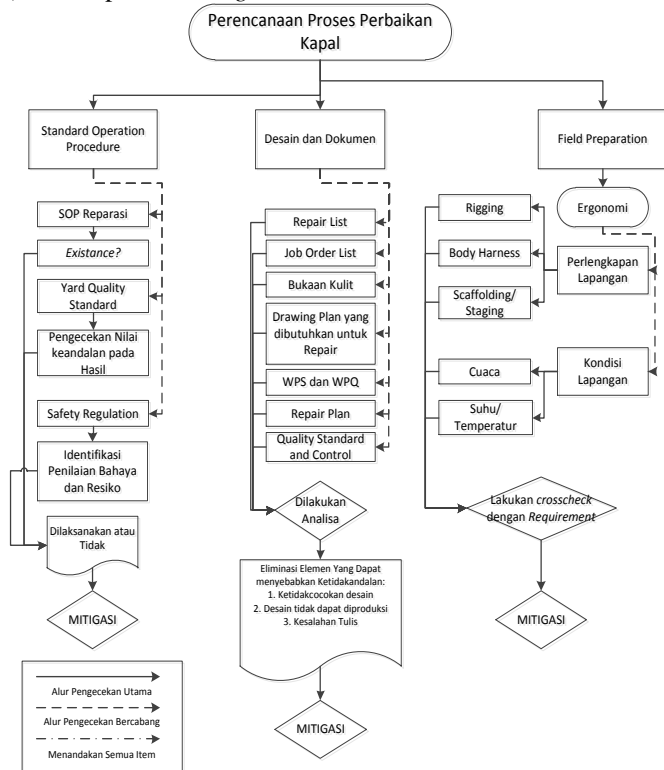 Perencanaan Proses Perbaikan
Kapal
Standard Operation
Procedure
SOP Reparasi
Existance?
Yard Quality
Standard
Pengecekan Nilai
keandalan pada
Hasil
Safety Regulation
Identifikasi
Penilaian Bahaya
dan Resiko
Dilaksanakan atau
Tidak
MITIGASI
Desain dan Dokumen
Repair List
Job Order List
Bukaan Kulit
Drawing Plan yang
dibutuhkan untuk
Repair
WPS dan WPQ
Repair Plan
Quality Standard
and Control
Dilakukan
Analisa
Eliminasi Elemen Yang Dapat
menyebabkan Ketidakandalan:
1. Ketidakcocokan desain
2. Desain tidak dapat diproduksi
3. Kesalahan Tulis
MITIGASI
Field Preparation
Ergonomi
Rigging
Body Harness
Scaffolding/
Staging
Perlengkapan
Lapangan
Cuaca
Suhu/
Temperatur
Kondisi
Lapangan
Lakukan crosscheck
dengan Requirement
MITIGASI
Alur Pengecekan Utama
Alur Pengecekan Bercabang
Menandakan Semua Item